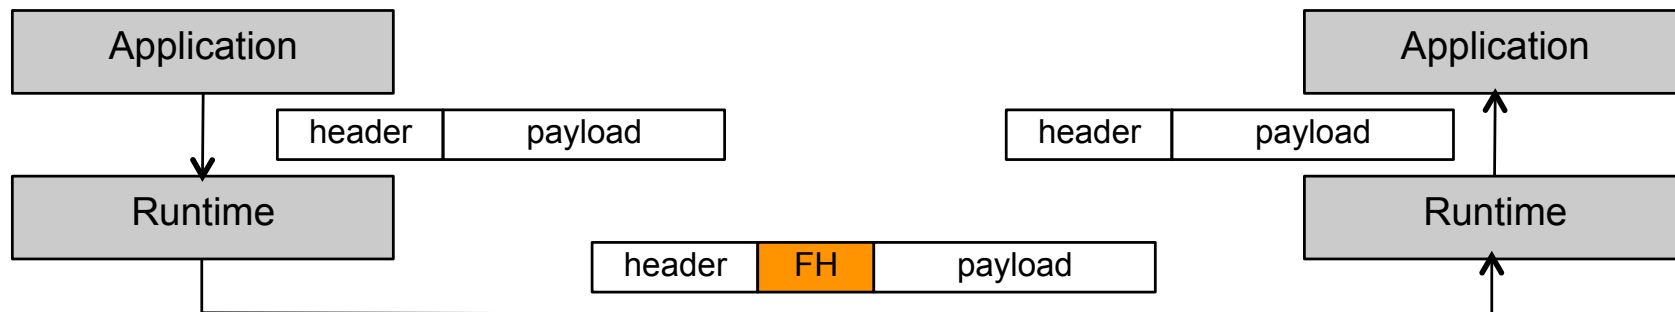 Application
Application
header payload
header payload
Runtime
Runtime
header FH payload